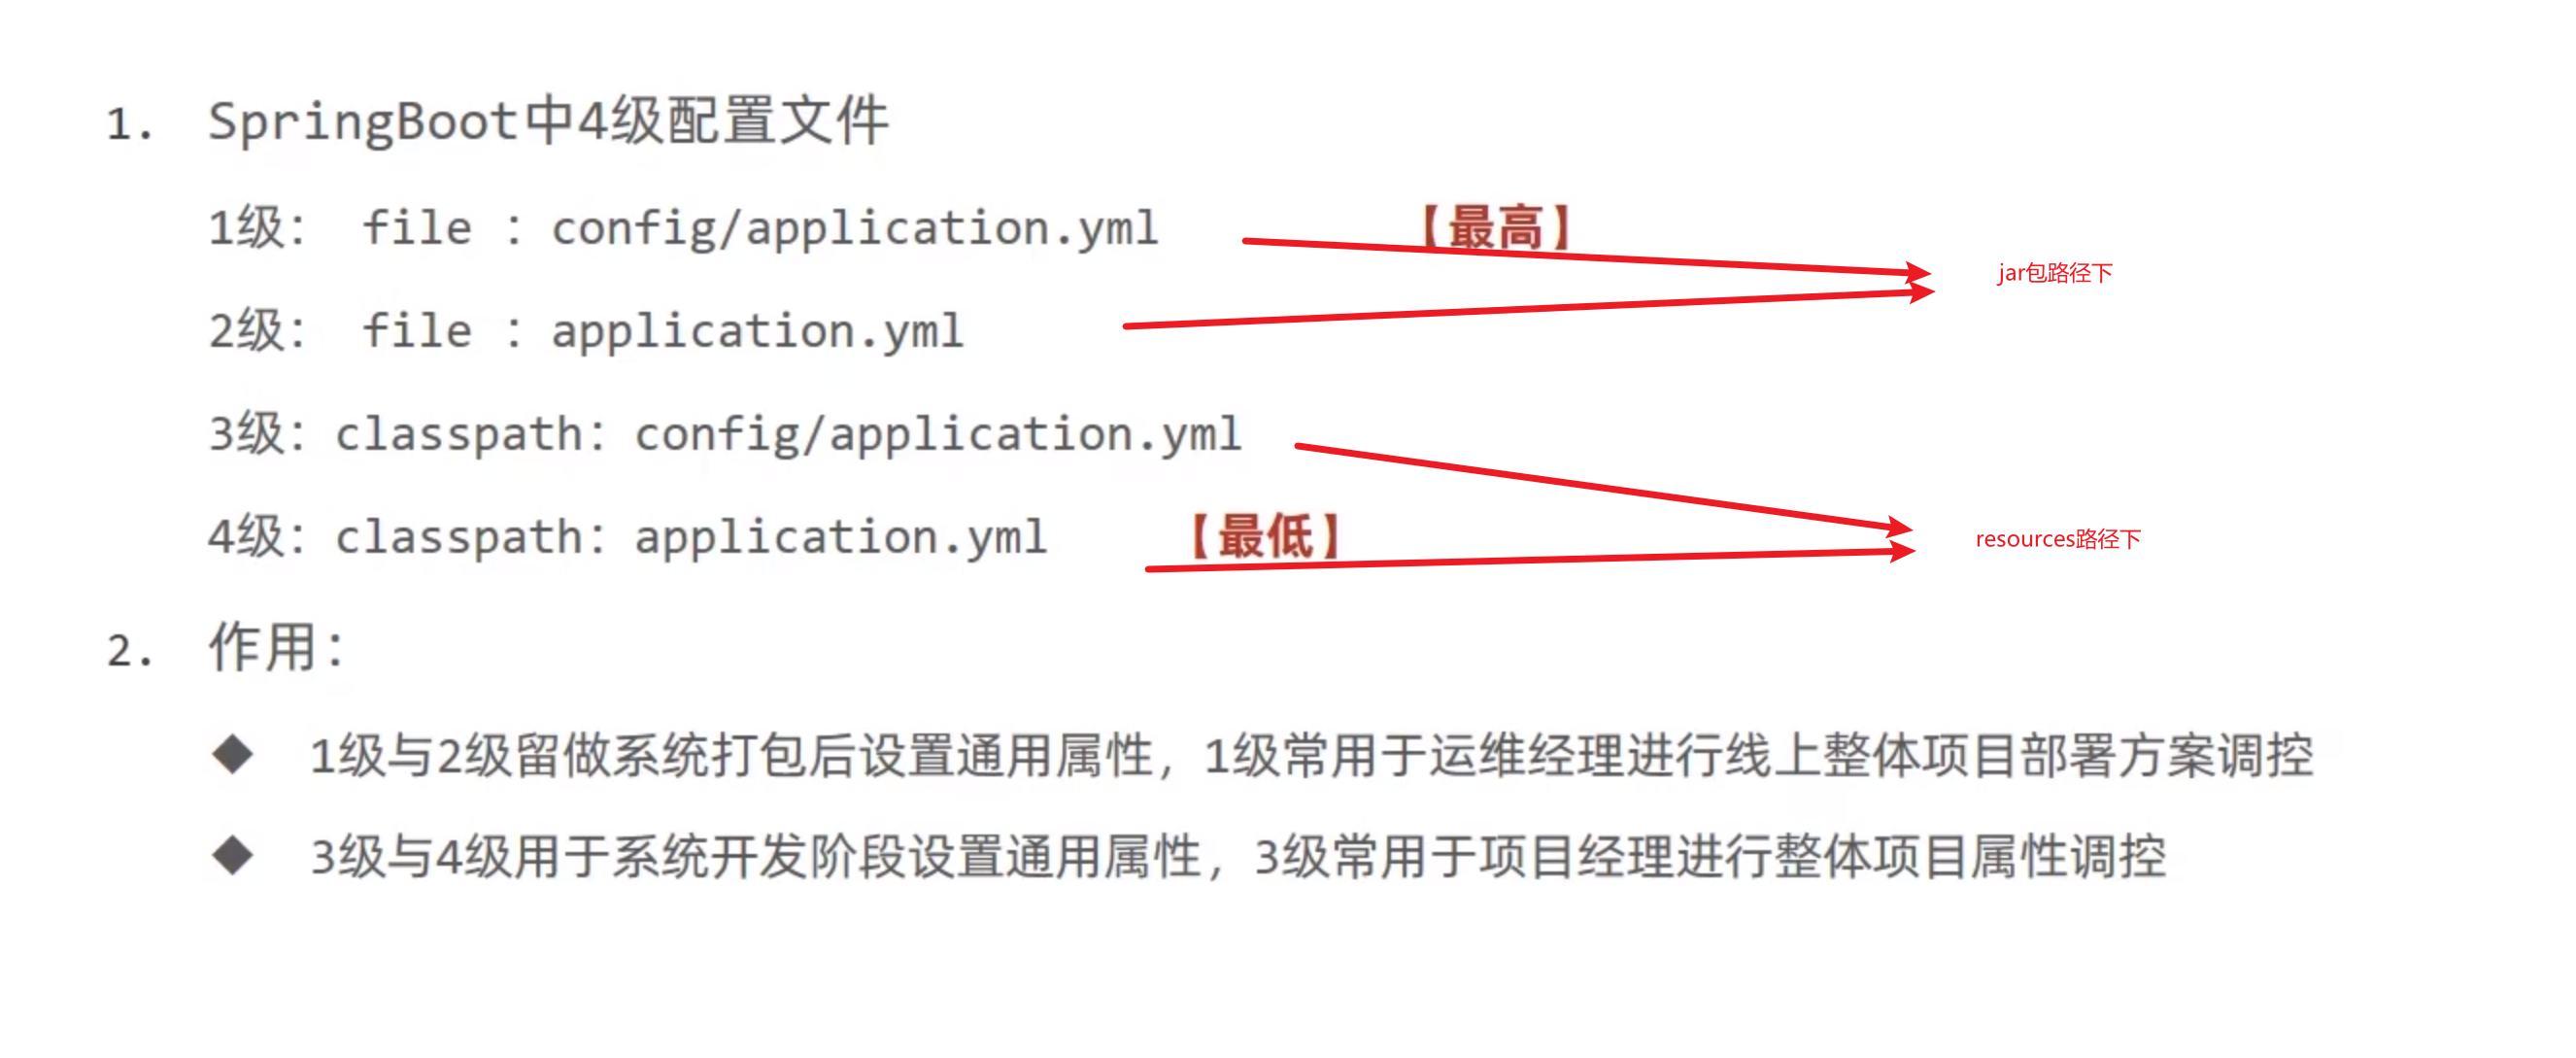 1. SpringBoot中4级配置文件
1级： file ：config/application.yml 【最高】
jar包路径下
2级： file ：application.yml
3级：classpath：config/application.yml
4级：classpath：application.yml 【最低】
resources路径下
2. 作用：
◆ 1级与2级留做系统打包后设置通用属性，1级常用于运维经理进行线上整体项目部署方案调控
◆ 3级与4级用于系统开发阶段设置通用属性，3级常用于项目经理进行整体项目属性调控